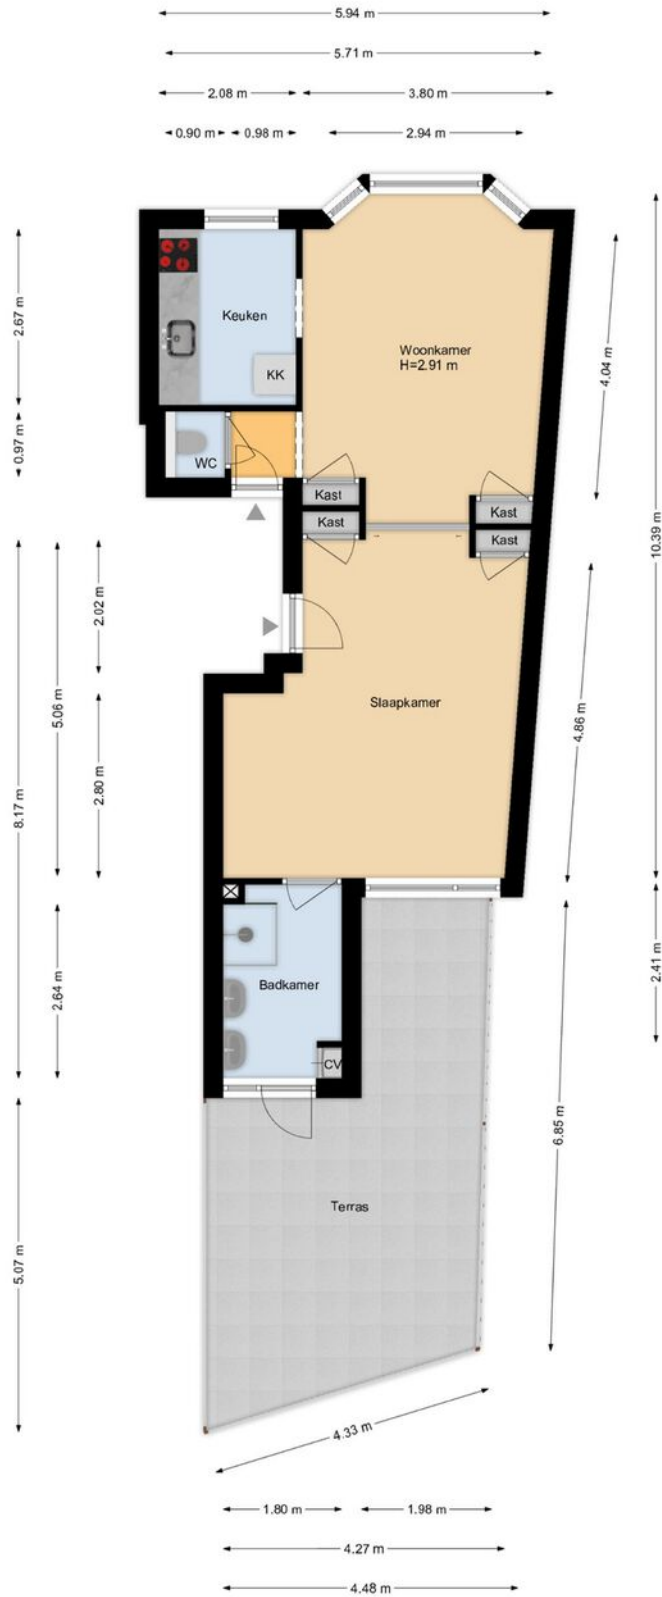 5.94 m
5.71 m
2.08 m
3.80 m
0.90 m
0.98 m
2.94 m
2.67 m
Keuken
Woonkamer
H=2.91 m
4.04 m
KK
0.97 m
WC
Kast
Kast
Kast
Kast
10.39 m
2.02 m
5.06 m
Slaapkamer
4.86 m
2.80 m
8.17 m
2.64 m
Badkamer
2.41 m
CV
6.85 m
Terras
5.07 m
4.33 m
1.80 m
1.98 m
4.27 m
4.48 m